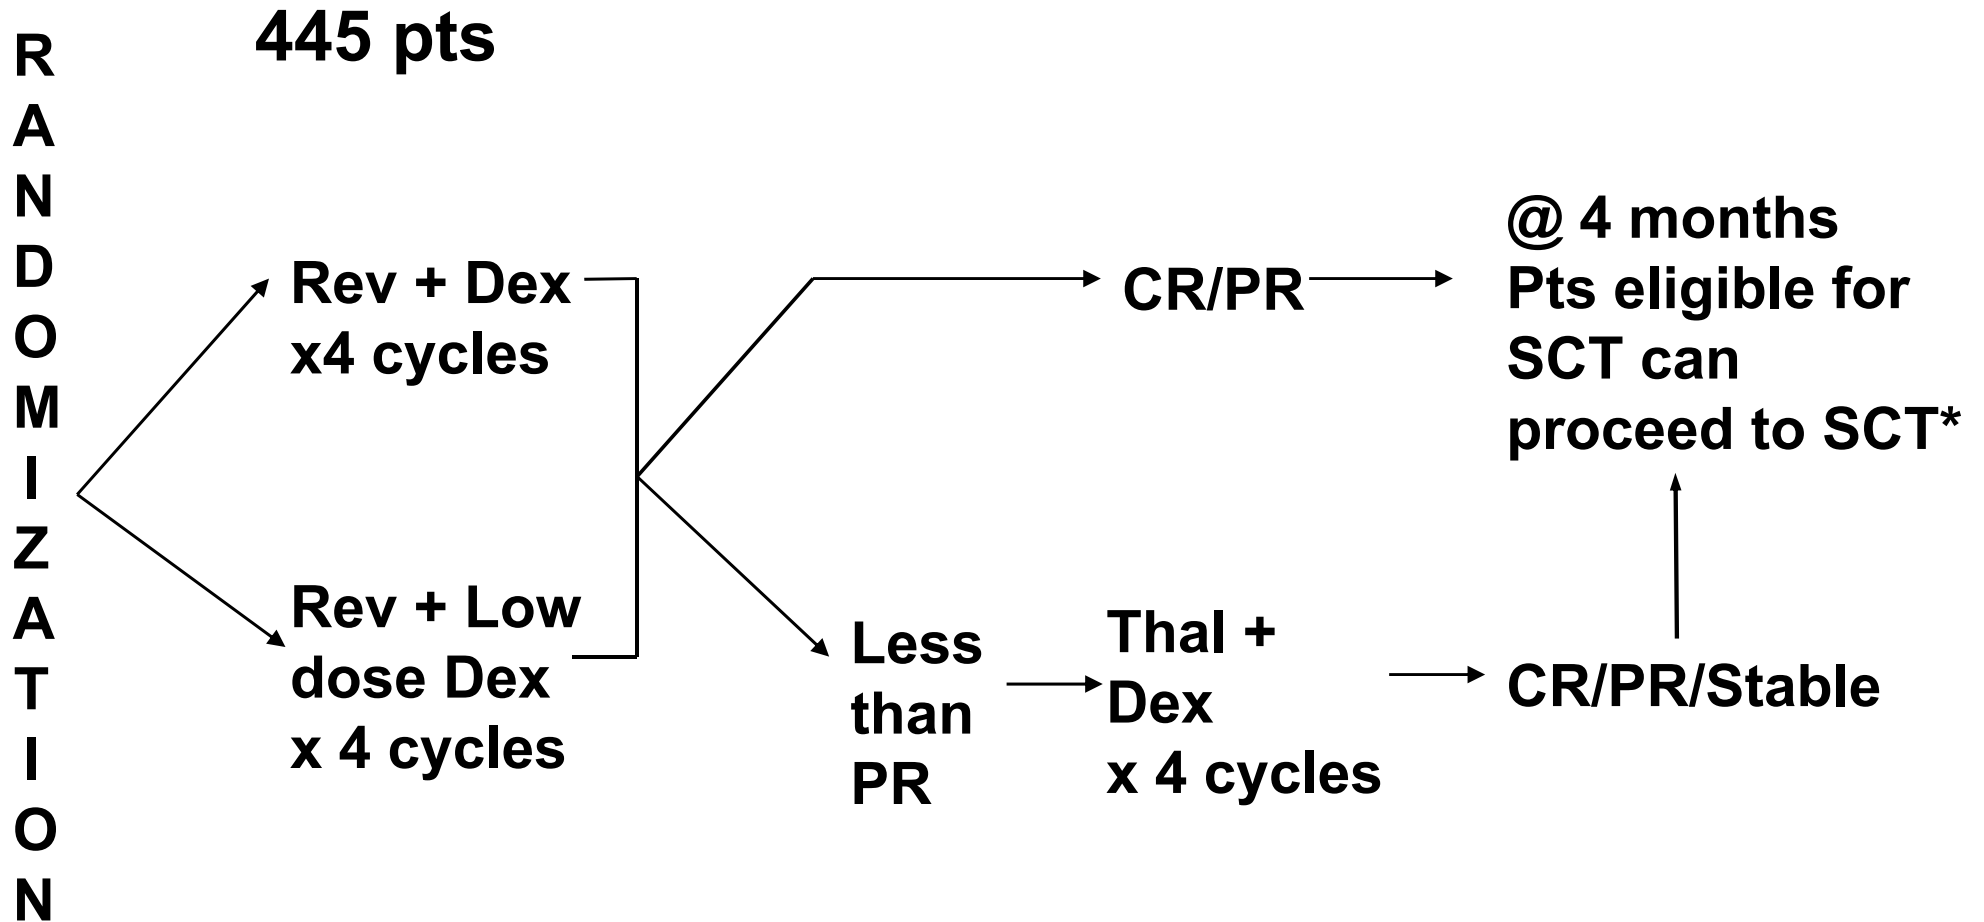 R
A
N
D
O
M
I
Z
A
T
I
O
N
445 pts
Rev + Dex
x4 cycles
Rev + Low
dose Dex
x 4 cycles
CR/PR
@ 4 months
Pts eligible for
SCT can
proceed to SCT*
Less
than
PR
Thal +
Dex
x 4 cycles
CR/PR/Stable